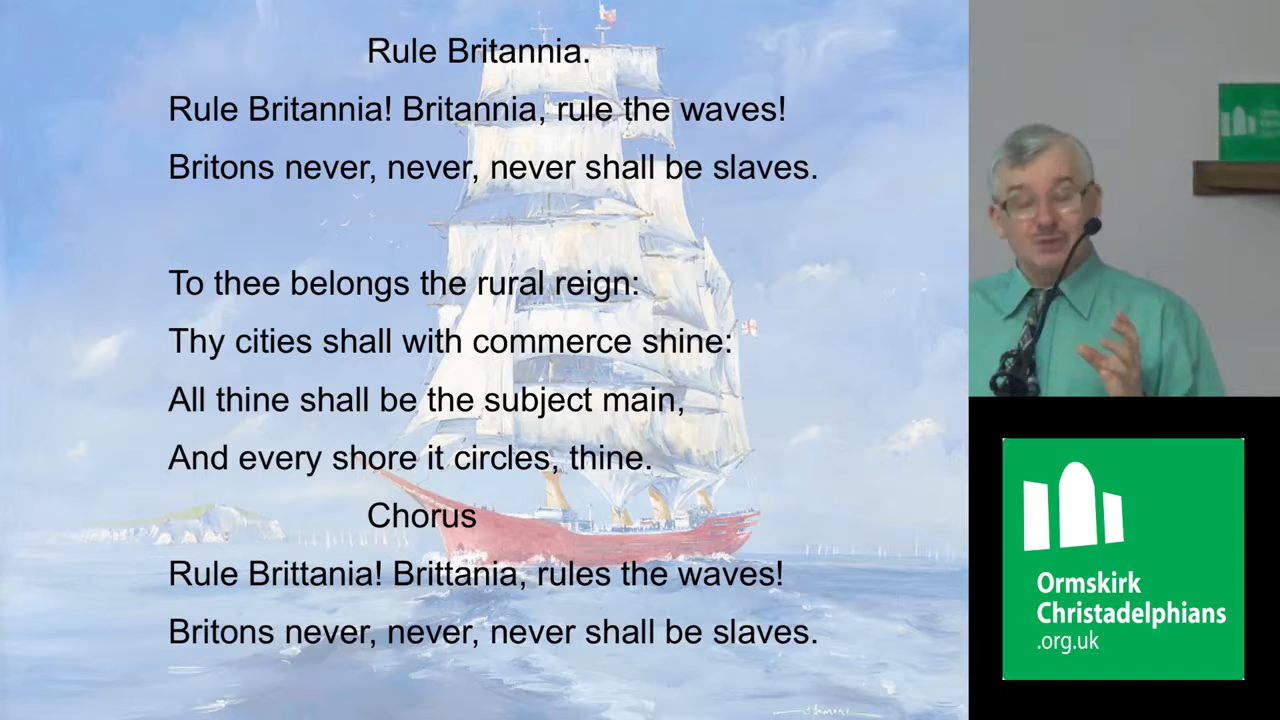 Rule Britannia.
Rule Britannia! Britannia, rule the waves!
Britons never, never, never shall be slaves.
To thee belongs the rural reign:
Thy cities shall with commerce shine:
All thine shall be the subject main,
And every shore it circles, thine.
Chorus
Rule Brittania! Brittania, rules the waves!
Britons never, never, never shall be slaves.
Ormskirk
Christadelphians
.org.uk